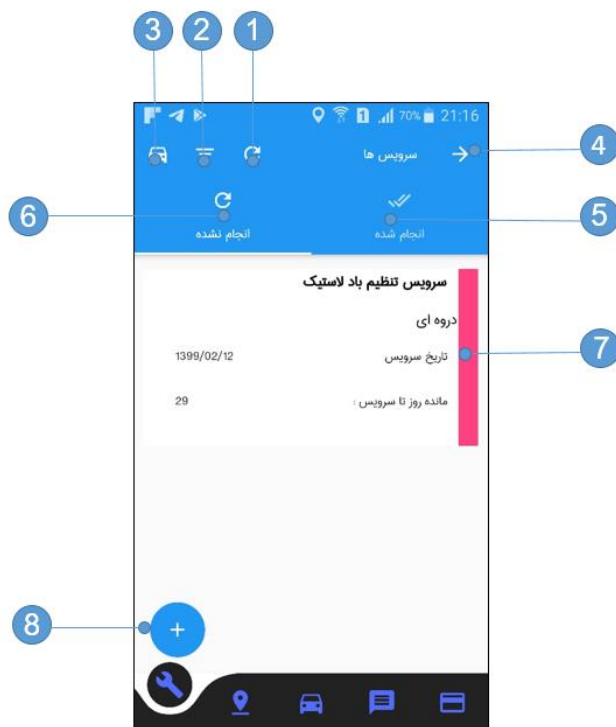 3
2
1
1
70%
21:16
4
سرویس ها
5
6
انجام شده
انجام نشده
سرویس تنظیم باد لاستیک
دروه ای
7
تاریخ سرویس
1399/02/12
مانده روز تا سرویس :
29
8